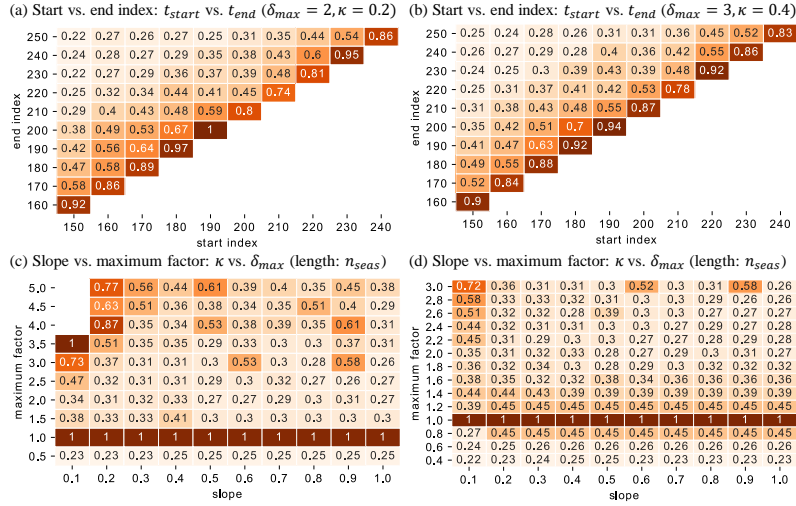 (a) Start vs. end index: t_start vs. t_end (δ_max = 2, κ = 0.2)
250 0.22 0.27 0.26 0.27 0.25 0.31 0.35 0.44 0.54 0.86
240 0.26 0.27 0.31 0.29 0.35 0.38 0.43 0.6 0.95
230 0.22 0.27 0.29 0.36 0.37 0.39 0.48 0.81
220 0.25 0.32 0.34 0.44 0.41 0.45 0.74
210 0.29 0.4 0.43 0.48 0.59 0.8
200 0.38 0.49 0.53 0.67 1
190 0.42 0.56 0.64 0.97
180 0.47 0.58 0.89
170 0.58 0.86
160 0.92
150 160 170 180 190 200 210 220 230 240
start index
end index
(b) Start vs. end index: t_start vs. t_end (δ_max = 3, κ = 0.4)
250 0.25 0.24 0.28 0.26 0.31 0.31 0.36 0.45 0.52 0.83
240 0.26 0.27 0.29 0.28 0.4 0.36 0.42 0.55 0.86
230 0.24 0.25 0.3 0.39 0.43 0.39 0.48 0.92
220 0.25 0.31 0.37 0.41 0.42 0.53 0.78
210 0.31 0.38 0.43 0.48 0.55 0.87
200 0.35 0.42 0.51 0.7 0.94
190 0.41 0.47 0.63 0.92
180 0.49 0.55 0.88
170 0.52 0.84
160 0.9
150 160 170 180 190 200 210 220 230 240
start index
end index
(c) Slope vs. maximum factor: κ vs. δ_max (length: n_seas)
5.0 0.77 0.56 0.44 0.61 0.39 0.4 0.35 0.45 0.38
4.5 0.63 0.51 0.36 0.38 0.34 0.35 0.51 0.4 0.29
4.0 0.87 0.35 0.34 0.53 0.38 0.39 0.35 0.61 0.31
3.5 1 0.51 0.35 0.35 0.29 0.33 0.3 0.3 0.37 0.31
3.0 0.73 0.37 0.31 0.31 0.3 0.53 0.3 0.28 0.58 0.26
2.5 0.47 0.32 0.31 0.31 0.29 0.3 0.32 0.27 0.26 0.27
2.0 0.34 0.31 0.32 0.33 0.27 0.27 0.29 0.3 0.31 0.27
1.5 0.38 0.33 0.33 0.41 0.3 0.3 0.3 0.3 0.3 0.3
1.0 1 1 1 1 1 1 1 1 1 1
0.5 0.23 0.23 0.25 0.25 0.25 0.25 0.25 0.25 0.25 0.25
0.1 0.2 0.3 0.4 0.5 0.6 0.7 0.8 0.9 1.0
slope
maximum factor
(d) Slope vs. maximum factor: κ vs. δ_max (length: n_seas)
3.0 0.72 0.36 0.31 0.31 0.3 0.52 0.3 0.31 0.58 0.26
0.58 0.33 0.33 0.32 0.31 0.3 0.3 0.26 0.26 0.26
2.6 0.51 0.32 0.32 0.28 0.39 0.3 0.3 0.28 0.26 0.27
0.44 0.32 0.31 0.31 0.3 0.3 0.27 0.29 0.27 0.28
2.2 0.45 0.31 0.29 0.3 0.3 0.3 0.27 0.27 0.28 0.28
2.0 0.35 0.31 0.32 0.33 0.28 0.27 0.29 0.3 0.31 0.27
1.8 0.36 0.32 0.34 0.3 0.28 0.3 0.3 0.31 0.29 0.31
1.6 0.38 0.35 0.32 0.32 0.38 0.34 0.36 0.36 0.36 0.36
1.4 0.44 0.44 0.43 0.39 0.39 0.39 0.39 0.39 0.39 0.39
1.2 0.39 0.45 0.45 0.45 0.45 0.45 0.45 0.45 0.45 0.45
1.0 1 1 1 1 1 1 1 1 1 1
0.8 0.27 0.45 0.45 0.45 0.45 0.45 0.45 0.45 0.45 0.45
0.6 0.24 0.25 0.26 0.26 0.26 0.26 0.26 0.26 0.26 0.26
0.4 0.22 0.23 0.24 0.25 0.23 0.23 0.23 0.23 0.23 0.23
0.1 0.2 0.3 0.4 0.5 0.6 0.7 0.8 0.9 1.0
slope
maximum factor